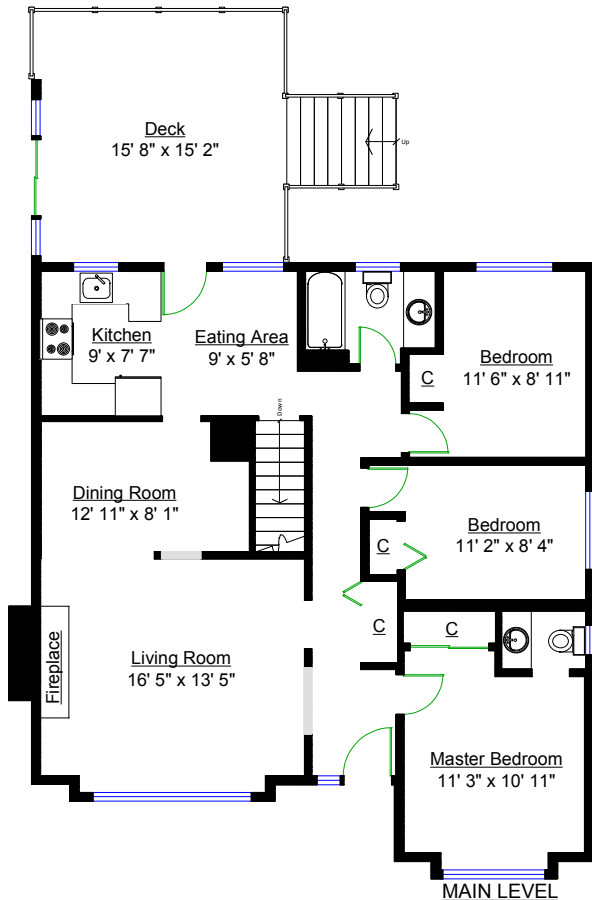 Deck
15' 8" x 15' 2"
Up
Kitchen
9' x 7' 7"
Eating Area
9' x 5' 8"
Bedroom
11' 6" x 8' 11"
C
Down
Dining Room
12' 11" x 8' 1"
Bedroom
11' 2" x 8' 4"
C
C
C
Fireplace
Living Room
16' 5" x 13' 5"
Master Bedroom
11' 3" x 10' 11"
MAIN LEVEL